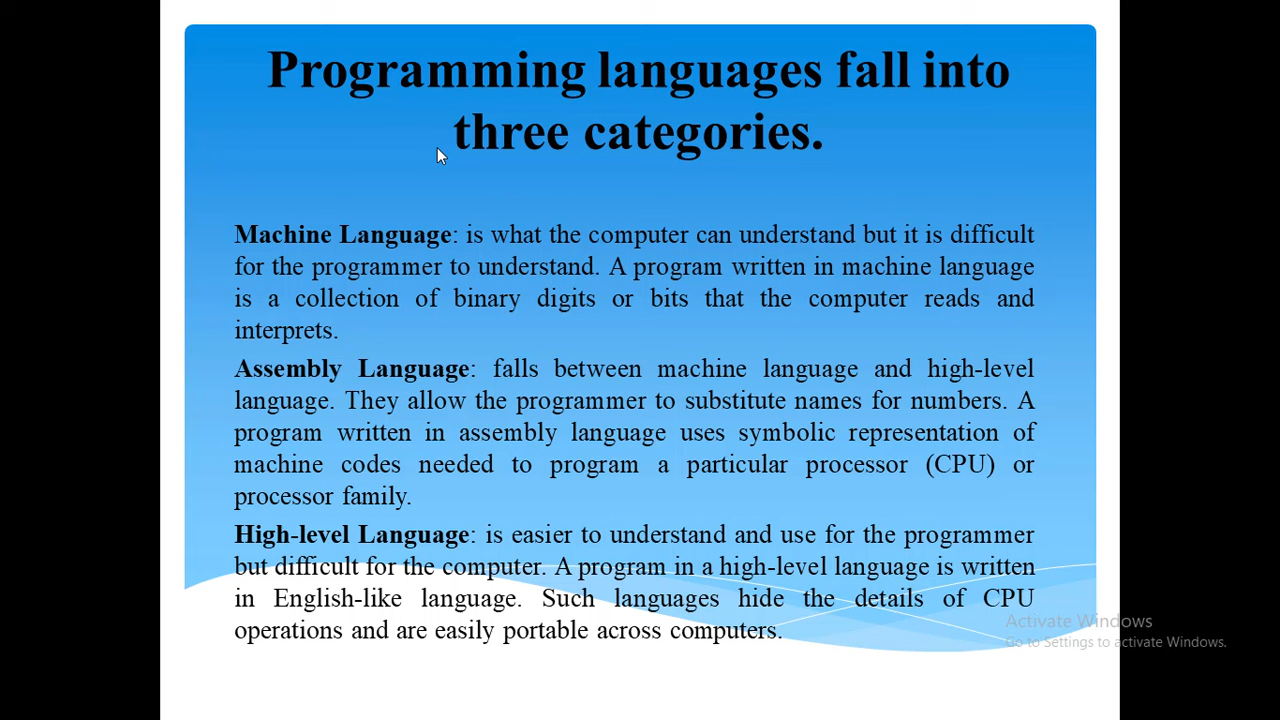 Programming languages fall into
three categories.
Machine Language: is what the computer can understand but it is difficult
for the programmer to understand. A program written in machine language
is a collection of binary digits or bits that the computer reads and
interprets.
Assembly Language: falls between machine language and high-level
language. They allow the programmer to substitute names for numbers. A
program written in assembly language uses symbolic representation of
machine codes needed to program a particular processor (CPU) or
processor family.
High-level Language: is easier to understand and use for the programmer
but difficult for the computer. A program in a high-level language is written
in English-like language. Such languages hide the details of CPU
operations and are easily portable across computers.
Activate Windows
Go to Settings to activate Windows.